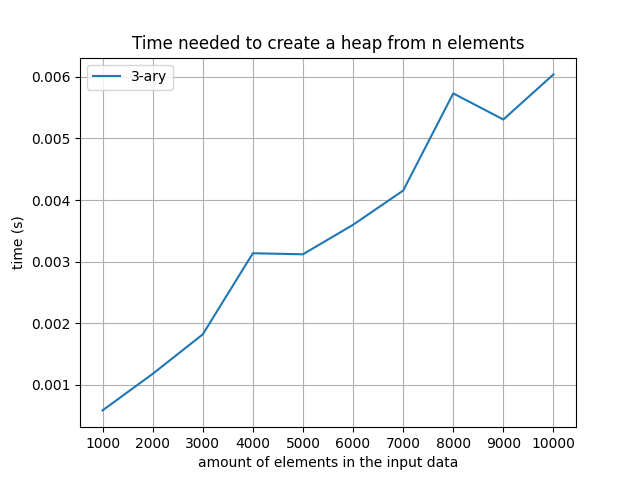 Time needed to create a heap from n elements
3-ary
0.006
0.005
0.004
0.003
0.002
0.001
time (s)
1000 2000 3000 4000 5000 6000 7000 8000 9000 10000
amount of elements in the input data